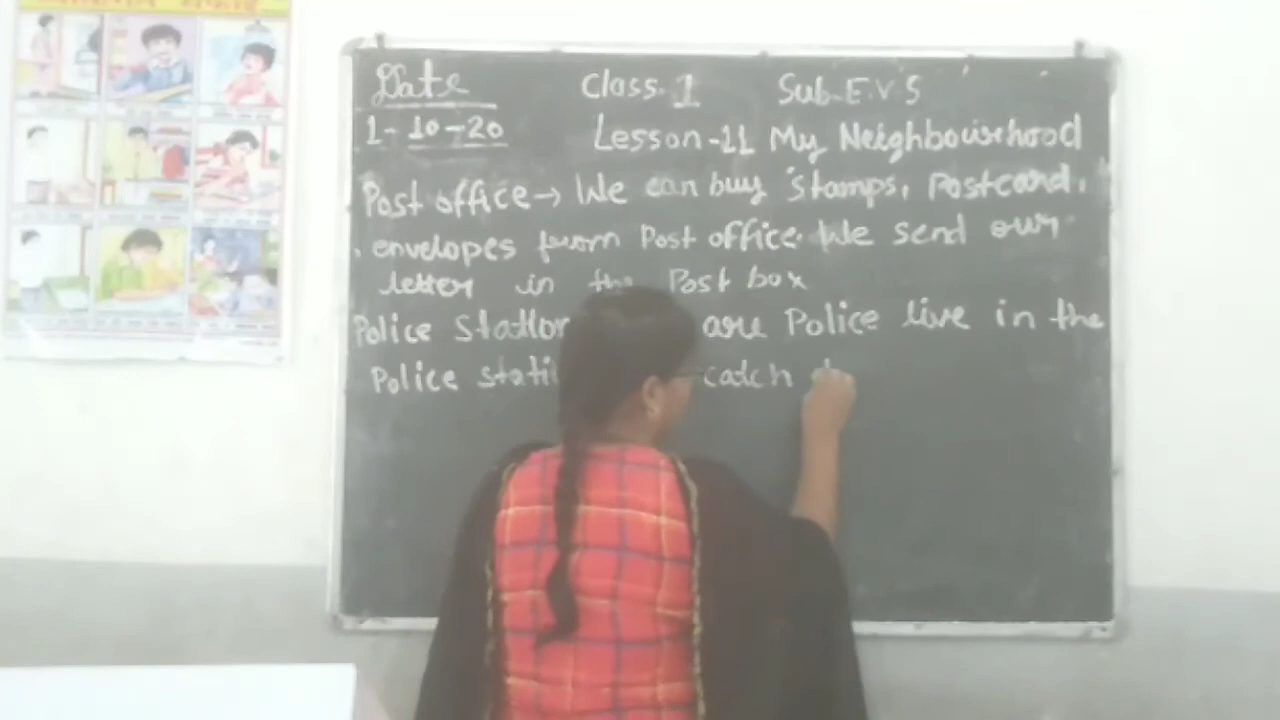 Date Class-1 Sub-E.V.S
1-10-20 Lesson-11 My Neighbourhood
Post office → We can buy stamps, Postcard,
envelopes from Post office. We send our
letter in the Post box
Police Station are Police live in the
Police catch